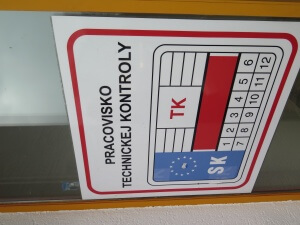 PRACOVISKO
TECHNICKEJ KONTROLY
TK
SK
1 2 3 4 5 6
7 8 9 10 11 12